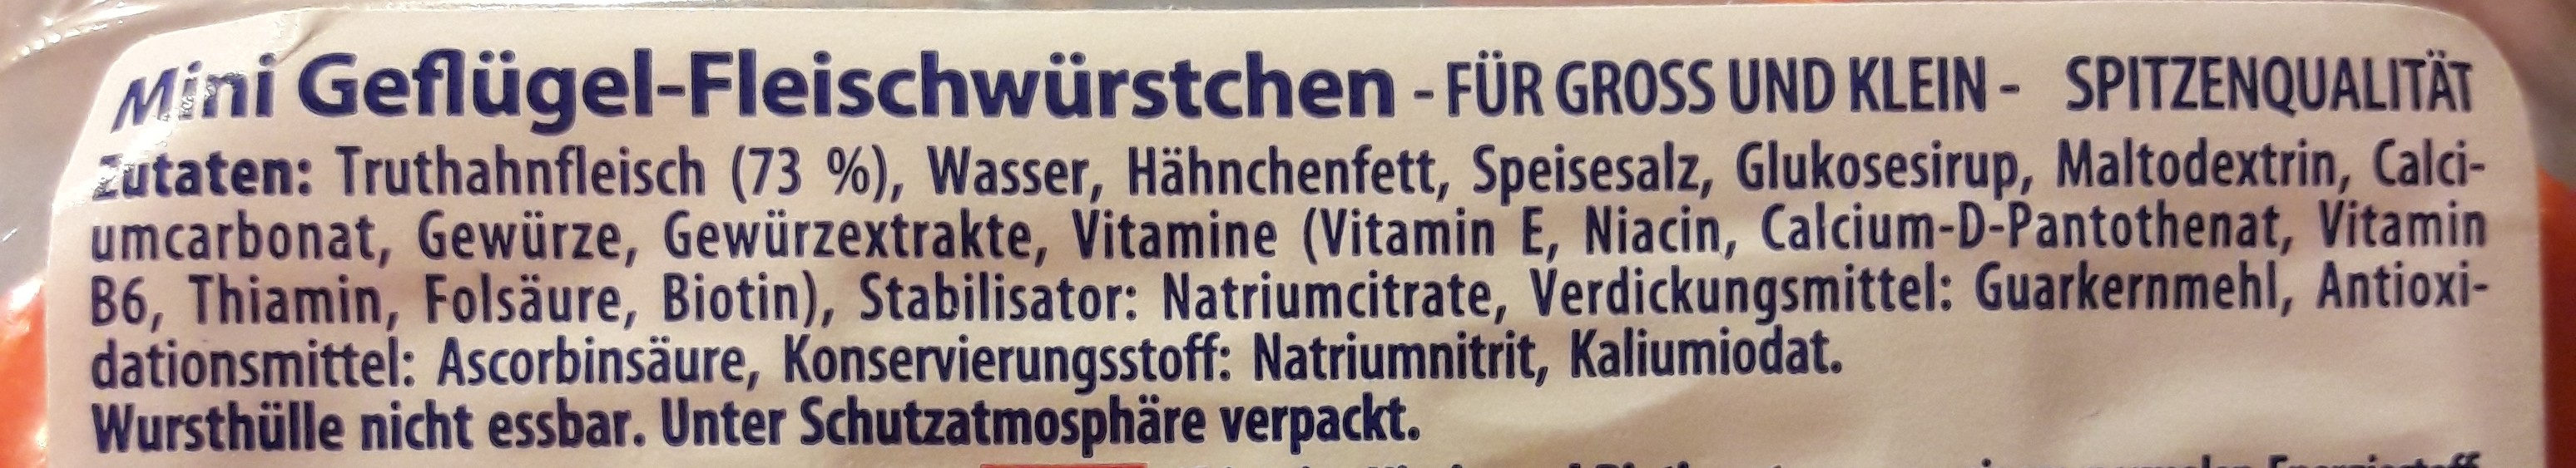 Mini Geflügel-Fleischwürstchen - FÜR GROSS UND KLEIN - SPITZENQUALITÄT
Zutaten: Truthahnfleisch (73 %), Wasser, Hähnchenfett, Speisesalz, Glukosesirup, Maltodextrin, Calci-
umcarbonat, Gewürze, Gewürzextrakte, Vitamine (Vitamin E, Niacin, Calcium-D-Pantothenat, Vitamin
B6, Thiamin, Folsäure, Biotin), Stabilisator: Natriumcitrate, Verdickungsmittel: Guarkernmehl, Antioxi-
dationsmittel: Ascorbinsäure, Konservierungsstoff: Natriumnitrit, Kaliumiodat.
Wursthülle nicht essbar. Unter Schutzatmosphäre verpackt.